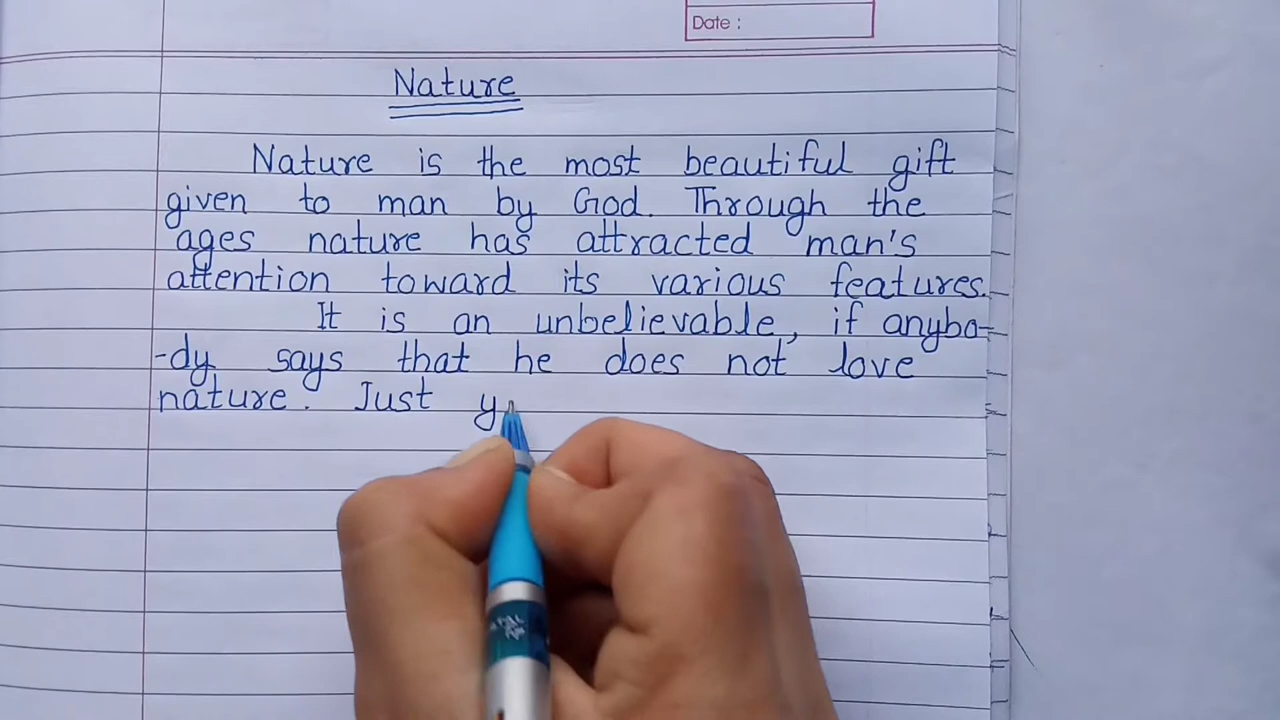 Date :
Nature
Nature is the most beautiful gift
given to man by God. Through the
ages nature has attracted man's
attention toward its various features.
It is an unbelievable, if anybo-
-dy says that he does not love
nature. Just y